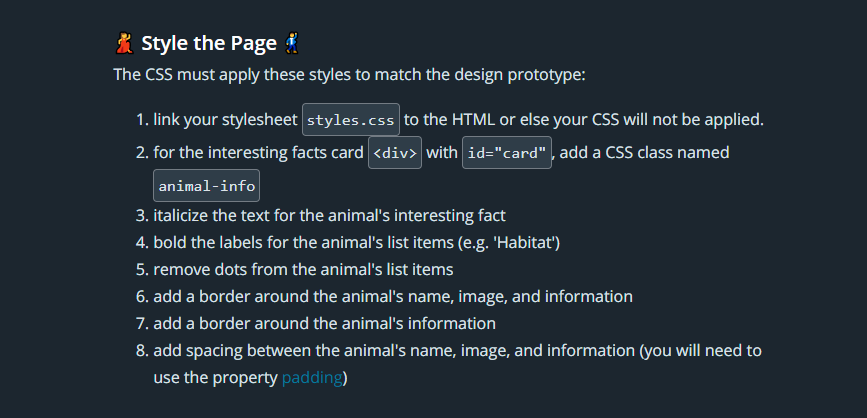 Style the Page
The CSS must apply these styles to match the design prototype:
1. link your stylesheet styles.css to the HTML or else your CSS will not be applied.
2. for the interesting facts card <div> with id="card", add a CSS class named
animal-info
3. italicize the text for the animal's interesting fact
4. bold the labels for the animal's list items (e.g. 'Habitat')
5. remove dots from the animal's list items
6. add a border around the animal's name, image, and information
7. add a border around the animal's information
8. add spacing between the animal's name, image, and information (you will need to
use the property padding)